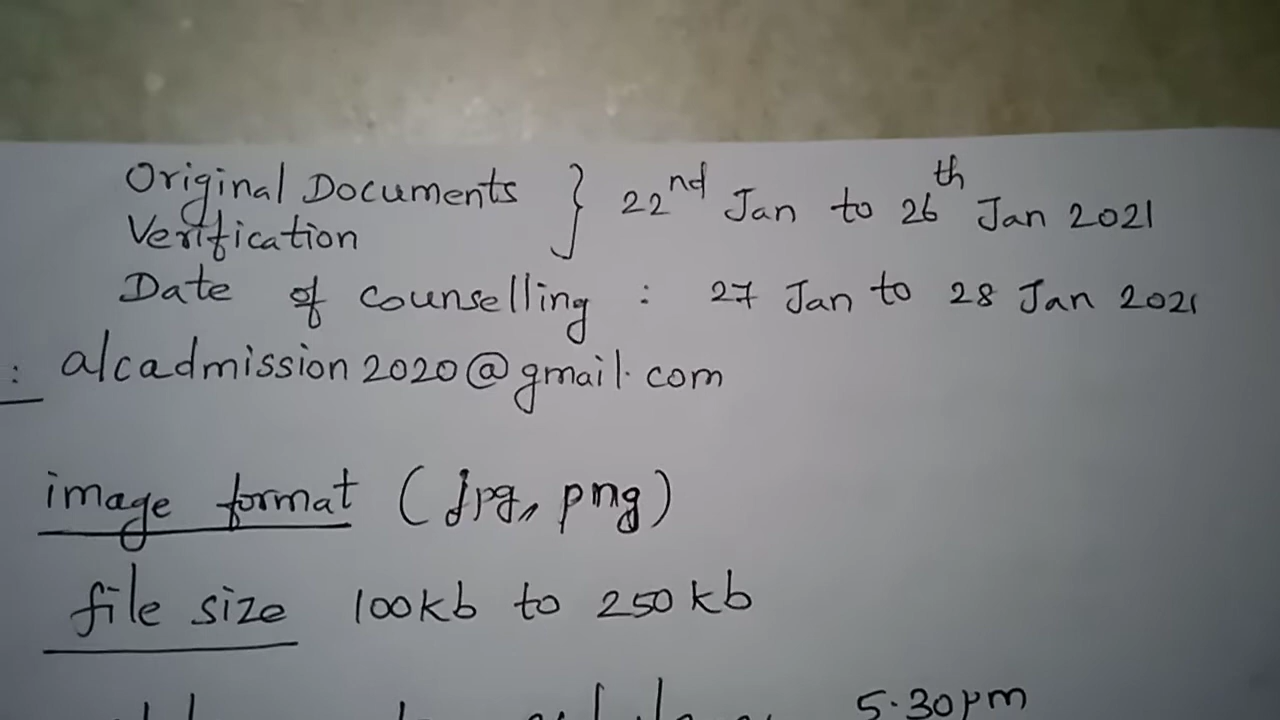 Original Documents } 22nd Jan to 26th Jan 2021
Verification
Date of counselling : 27 Jan to 28 Jan 2021
: alcadmission2020@gmail.com
image format (jpg, png)
file size 100kb to 250kb
5.30pm